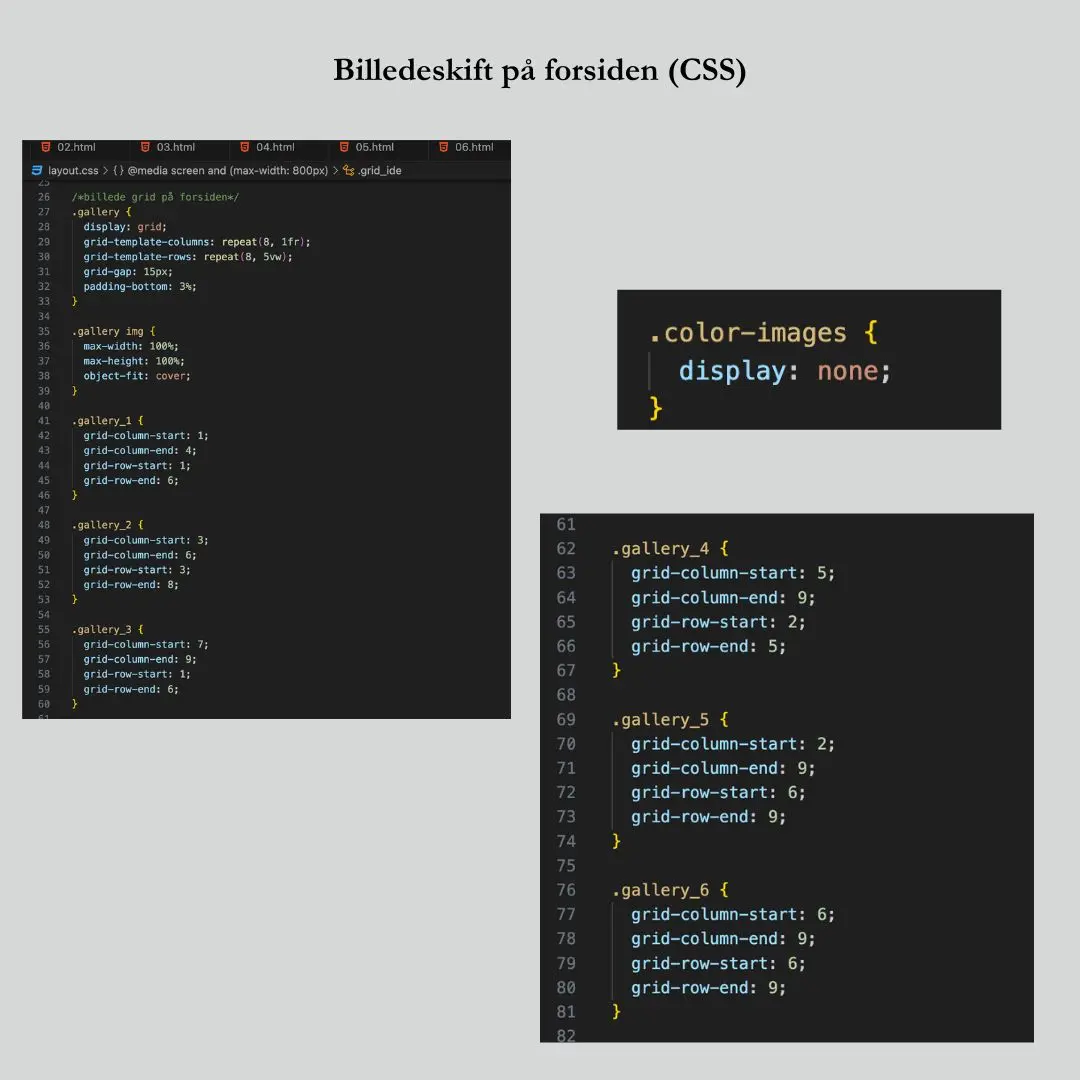 Billedeskift på forsiden (CSS)
02.html 03.html 04.html 05.html 06.html
layout.css > {} @media screen and (max-width: 800px) > .grid_ide
25
26 /*billede grid på forsiden*/
27 .gallery {
28 display: grid;
29 grid-template-columns: repeat(8, 1fr);
30 grid-template-rows: repeat(8, 5vw);
31 grid-gap: 15px;
32 padding-bottom: 3%;
33 }
34
35 .gallery img {
36 max-width: 100%;
37 max-height: 100%;
38 object-fit: cover;
39 }
40
41 .gallery_1 {
42 grid-column-start: 1;
43 grid-column-end: 4;
44 grid-row-start: 1;
45 grid-row-end: 6;
46 }
47
48 .gallery_2 {
49 grid-column-start: 3;
50 grid-column-end: 6;
51 grid-row-start: 3;
52 grid-row-end: 8;
53 }
54
55 .gallery_3 {
56 grid-column-start: 7;
57 grid-column-end: 9;
58 grid-row-start: 1;
59 grid-row-end: 6;
60 }
61
.color-images {
display: none;
}
61
62 .gallery_4 {
63 grid-column-start: 5;
64 grid-column-end: 9;
65 grid-row-start: 2;
66 grid-row-end: 5;
67 }
68
69 .gallery_5 {
70 grid-column-start: 2;
71 grid-column-end: 9;
72 grid-row-start: 6;
73 grid-row-end: 9;
74 }
75
76 .gallery_6 {
77 grid-column-start: 6;
78 grid-column-end: 9;
79 grid-row-start: 6;
80 grid-row-end: 9;
81 }
82